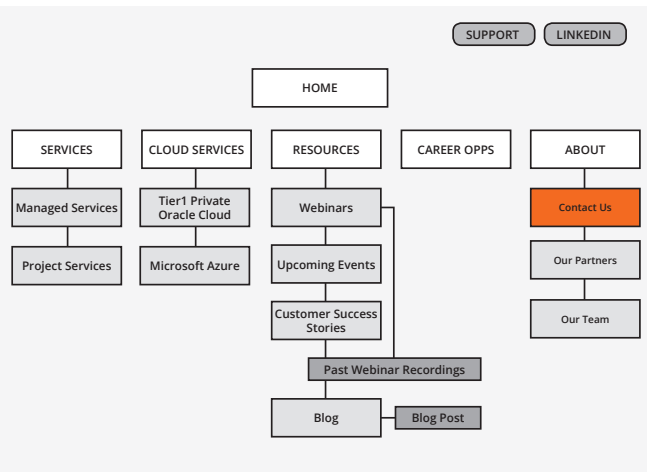 SUPPORT
LINKEDIN
HOME
SERVICES
CLOUD SERVICES
RESOURCES
CAREER OPPS
ABOUT
Managed Services
Tier1 Private
Oracle Cloud
Webinars
Contact Us
Project Services
Microsoft Azure
Upcoming Events
Our Partners
Customer Success
Stories
Our Team
Past Webinar Recordings
Blog
Blog Post